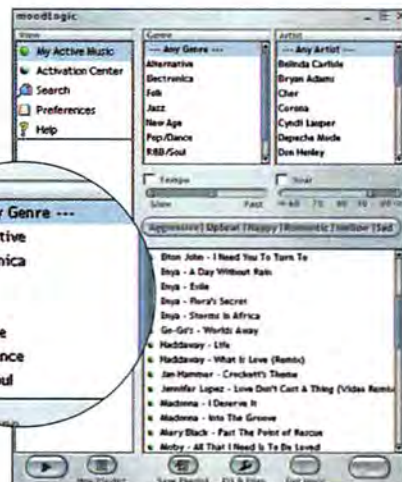 moodLogic
View
My Active Music
Activation Center
Search
Preferences
Help
Genre
--- Any Genre ---
Alternative
Electronica
Folk
Jazz
New Age
Pop/Dance
R&B/Soul
Artist
--- Any Artist ---
Belinda Carlisle
Bryan Adams
Cher
Corona
Cyndi Lauper
Depeche Mode
Don Henley
Tempo
Slow
Fast
Year
Aggressive | Upbeat | Happy | Romantic | Mellow | Sad
Elton John - I Need You To Turn To
Enya - A Day Without Rain
Enya - Exile
Enya - Flora's Secret
Enya - Storms In Africa
Go-Go's - Worlds Away
Haddaway - Life
Haddaway - What Is Love (Remix)
Jan Hammer - Crockett's Theme
Jennifer Lopez - Love Don't Cost A Thing (Vidas Remix
Madonna - I Deserve It
Madonna - Into The Groove
Mary Black - Past The Point of Rescue
Moby - All That I Need Is To Be Loved
y Genre ---
tive
nica
e
nce
ul